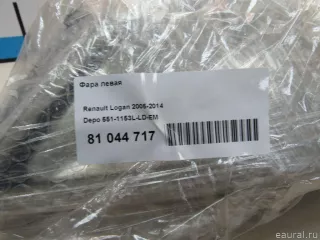 Фара левая
Renault Logan 2005-2014
Depo 551-1153L-LD-EM
81 044 717
eaural.ru